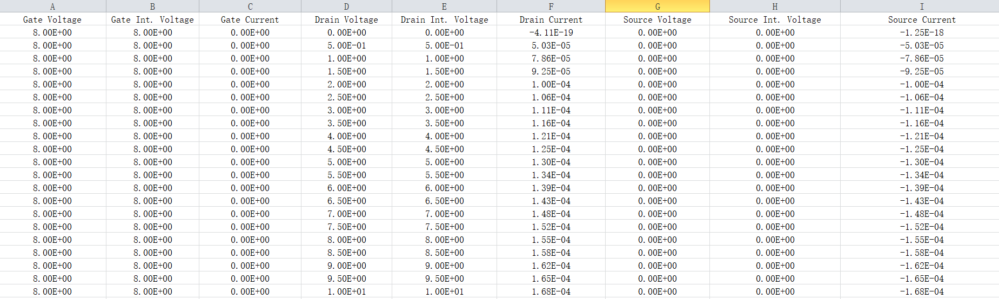 A B C D E F G H I
Gate Voltage Gate Int. Voltage Gate Current Drain Voltage Drain Int. Voltage Drain Current Source Voltage Source Int. Voltage Source Current
8.00E+00 8.00E+00 0.00E+00 0.00E+00 0.00E+00 -4.11E-19 0.00E+00 0.00E+00 -1.25E-18
8.00E+00 8.00E+00 0.00E+00 5.00E-01 5.00E-01 5.03E-05 0.00E+00 0.00E+00 -5.03E-05
8.00E+00 8.00E+00 0.00E+00 1.00E+00 1.00E+00 7.86E-05 0.00E+00 0.00E+00 -7.86E-05
8.00E+00 8.00E+00 0.00E+00 1.50E+00 1.50E+00 9.25E-05 0.00E+00 0.00E+00 -9.25E-05
8.00E+00 8.00E+00 0.00E+00 2.00E+00 2.00E+00 1.00E-04 0.00E+00 0.00E+00 -1.00E-04
8.00E+00 8.00E+00 0.00E+00 2.50E+00 2.50E+00 1.06E-04 0.00E+00 0.00E+00 -1.06E-04
8.00E+00 8.00E+00 0.00E+00 3.00E+00 3.00E+00 1.11E-04 0.00E+00 0.00E+00 -1.11E-04
8.00E+00 8.00E+00 0.00E+00 3.50E+00 3.50E+00 1.16E-04 0.00E+00 0.00E+00 -1.16E-04
8.00E+00 8.00E+00 0.00E+00 4.00E+00 4.00E+00 1.21E-04 0.00E+00 0.00E+00 -1.21E-04
8.00E+00 8.00E+00 0.00E+00 4.50E+00 4.50E+00 1.25E-04 0.00E+00 0.00E+00 -1.25E-04
8.00E+00 8.00E+00 0.00E+00 5.00E+00 5.00E+00 1.30E-04 0.00E+00 0.00E+00 -1.30E-04
8.00E+00 8.00E+00 0.00E+00 5.50E+00 5.50E+00 1.34E-04 0.00E+00 0.00E+00 -1.34E-04
8.00E+00 8.00E+00 0.00E+00 6.00E+00 6.00E+00 1.39E-04 0.00E+00 0.00E+00 -1.39E-04
8.00E+00 8.00E+00 0.00E+00 6.50E+00 6.50E+00 1.43E-04 0.00E+00 0.00E+00 -1.43E-04
8.00E+00 8.00E+00 0.00E+00 7.00E+00 7.00E+00 1.48E-04 0.00E+00 0.00E+00 -1.48E-04
8.00E+00 8.00E+00 0.00E+00 7.50E+00 7.50E+00 1.52E-04 0.00E+00 0.00E+00 -1.52E-04
8.00E+00 8.00E+00 0.00E+00 8.00E+00 8.00E+00 1.55E-04 0.00E+00 0.00E+00 -1.55E-04
8.00E+00 8.00E+00 0.00E+00 8.50E+00 8.50E+00 1.58E-04 0.00E+00 0.00E+00 -1.58E-04
8.00E+00 8.00E+00 0.00E+00 9.00E+00 9.00E+00 1.62E-04 0.00E+00 0.00E+00 -1.62E-04
8.00E+00 8.00E+00 0.00E+00 9.50E+00 9.50E+00 1.65E-04 0.00E+00 0.00E+00 -1.65E-04
8.00E+00 8.00E+00 0.00E+00 1.00E+01 1.00E+01 1.68E-04 0.00E+00 0.00E+00 -1.68E-04